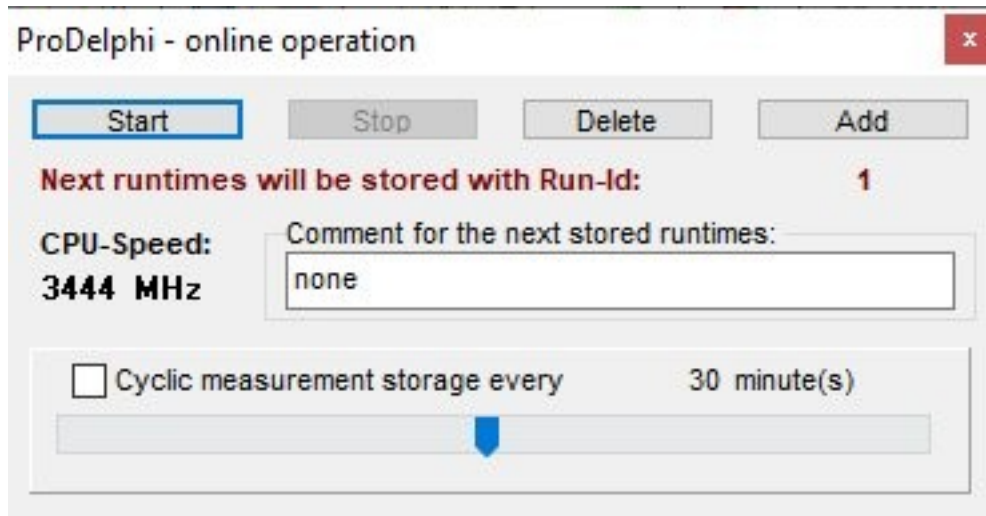 ProDelphi - online operation
x
Start Stop Delete Add
Next runtimes will be stored with Run-Id: 1
CPU-Speed:
3444 MHz
Comment for the next stored runtimes:
none
Cyclic measurement storage every 30 minute(s)